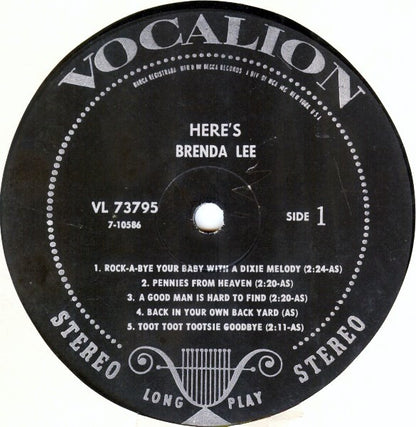 VOCALION
MARCA REGISTRADA MFR'D BY DECCA RECORDS A DIV. OF MCA INC. NEW YORK U.S.A.
HERE'S
BRENDA LEE
VL 73795
7-10586
SIDE 1
1. ROCK-A-BYE YOUR BABY WITH A DIXIE MELODY (2:24-AS)
2. PENNIES FROM HEAVEN (2:20-AS)
3. A GOOD MAN IS HARD TO FIND (2:20-AS)
4. BACK IN YOUR OWN BACK YARD (AS)
5. TOOT TOOT TOOTSIE GOODBYE (2:11-AS)
STEREO LONG PLAY STEREO